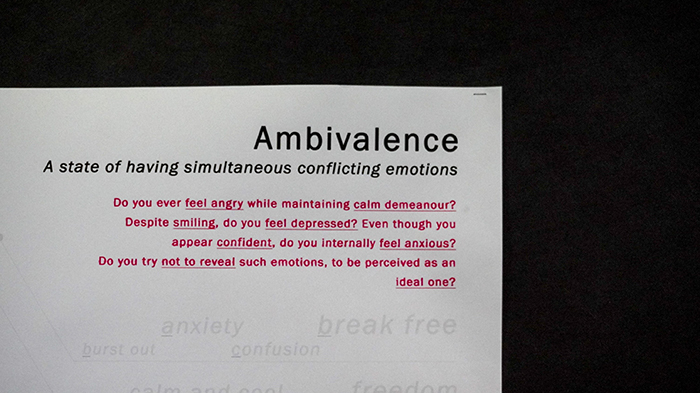 Ambivalence
A state of having simultaneous conflicting emotions
Do you ever feel angry while maintaining calm demeanour?
Despite smiling, do you feel depressed? Even though you
appear confident, do you internally feel anxious?
Do you try not to reveal such emotions, to be perceived as an
ideal one?
anxiety break free
burst out confusion
calm and cool freedom